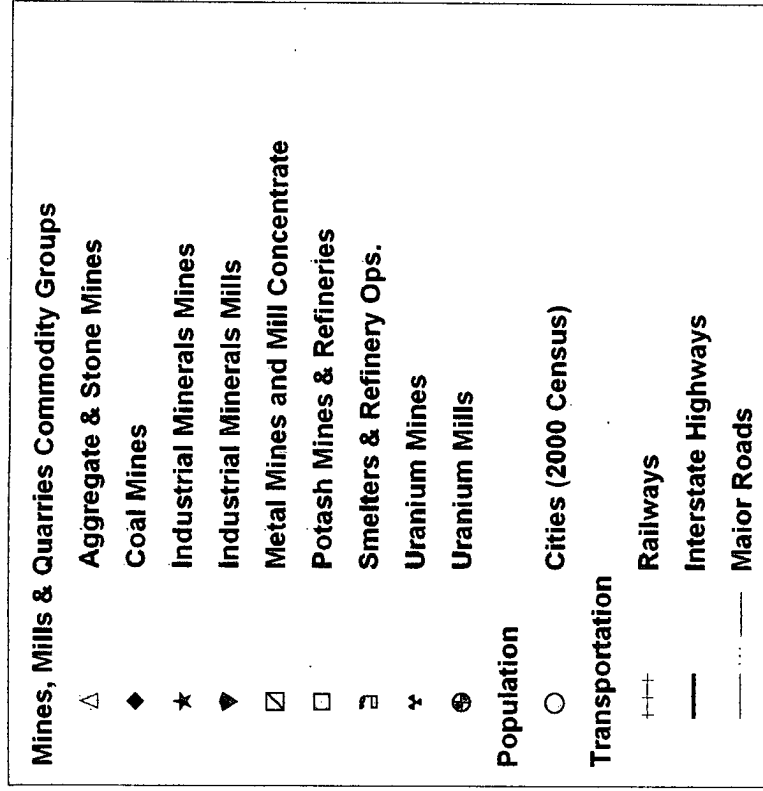 Mines, Mills & Quarries Commodity Groups
Aggregate & Stone Mines
Coal Mines
Industrial Minerals Mines
Industrial Minerals Mills
Metal Mines and Mill Concentrate
Potash Mines & Refineries
Smelters & Refinery Ops.
Uranium Mines
Uranium Mills
Population
Cities (2000 Census)
Transportation
Railways
Interstate Highways
Major Roads